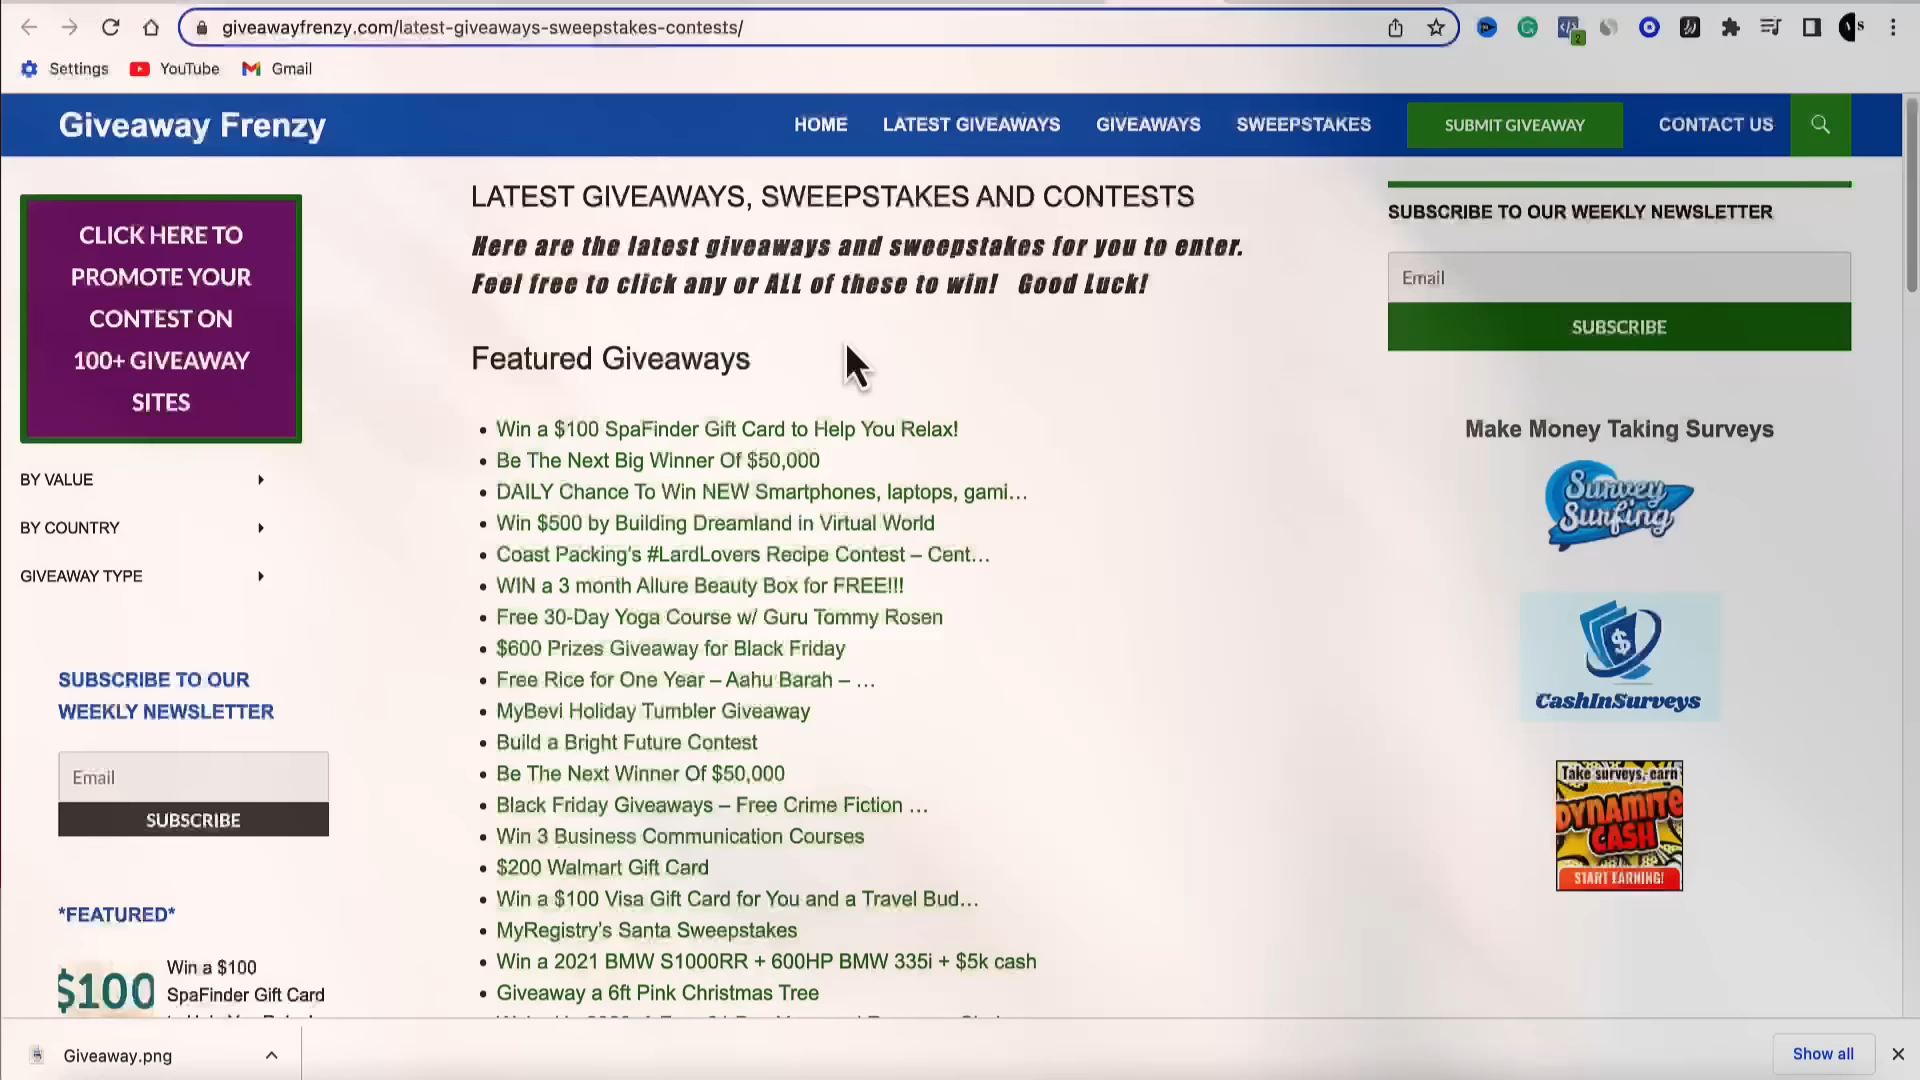 giveawayfrenzy.com/latest-giveaways-sweepstakes-contests/
2
Settings
YouTube
Gmail
Giveaway Frenzy
HOME
LATEST GIVEAWAYS
GIVEAWAYS
SWEEPSTAKES
SUBMIT GIVEAWAY
CONTACT US
CLICK HERE TO
PROMOTE YOUR
CONTEST ON
100+ GIVEAWAY
SITES
BY VALUE
BY COUNTRY
GIVEAWAY TYPE
SUBSCRIBE TO OUR
WEEKLY NEWSLETTER
Email
SUBSCRIBE
*FEATURED*
$100
Win a $100
SpaFinder Gift Card
LATEST GIVEAWAYS, SWEEPSTAKES AND CONTESTS
Here are the latest giveaways and sweepstakes for you to enter.
Feel free to click any or ALL of these to win! Good Luck!
Featured Giveaways
Win a $100 SpaFinder Gift Card to Help You Relax!
Be The Next Big Winner Of $50,000
DAILY Chance To Win NEW Smartphones, laptops, gami…
Win $500 by Building Dreamland in Virtual World
Coast Packing's #LardLovers Recipe Contest – Cent…
WIN a 3 month Allure Beauty Box for FREE!!!
Free 30-Day Yoga Course w/ Guru Tommy Rosen
$600 Prizes Giveaway for Black Friday
Free Rice for One Year – Aahu Barah – …
MyBevi Holiday Tumbler Giveaway
Build a Bright Future Contest
Be The Next Winner Of $50,000
Black Friday Giveaways – Free Crime Fiction …
Win 3 Business Communication Courses
$200 Walmart Gift Card
Win a $100 Visa Gift Card for You and a Travel Bud…
MyRegistry's Santa Sweepstakes
Win a 2021 BMW S1000RR + 600HP BMW 335i + $5k cash
Giveaway a 6ft Pink Christmas Tree
SUBSCRIBE TO OUR WEEKLY NEWSLETTER
Email
SUBSCRIBE
Make Money Taking Surveys
Survey
Surfing
$
CashInSurveys
Take surveys, earn
DYNAMITE
CASH
START EARNING!
Giveaway.png
Show all